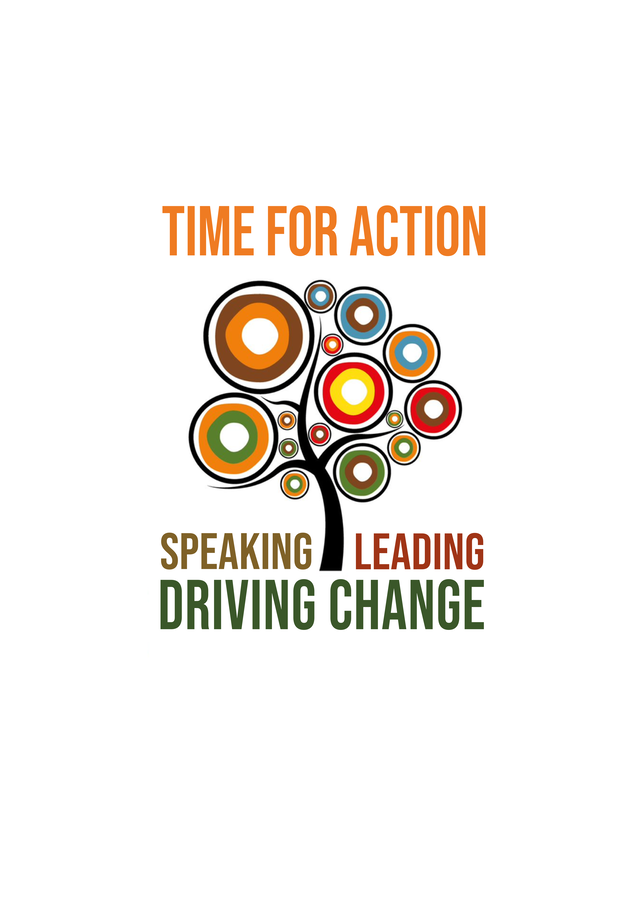 TIME FOR ACTION
SPEAKING LEADING
DRIVING CHANGE